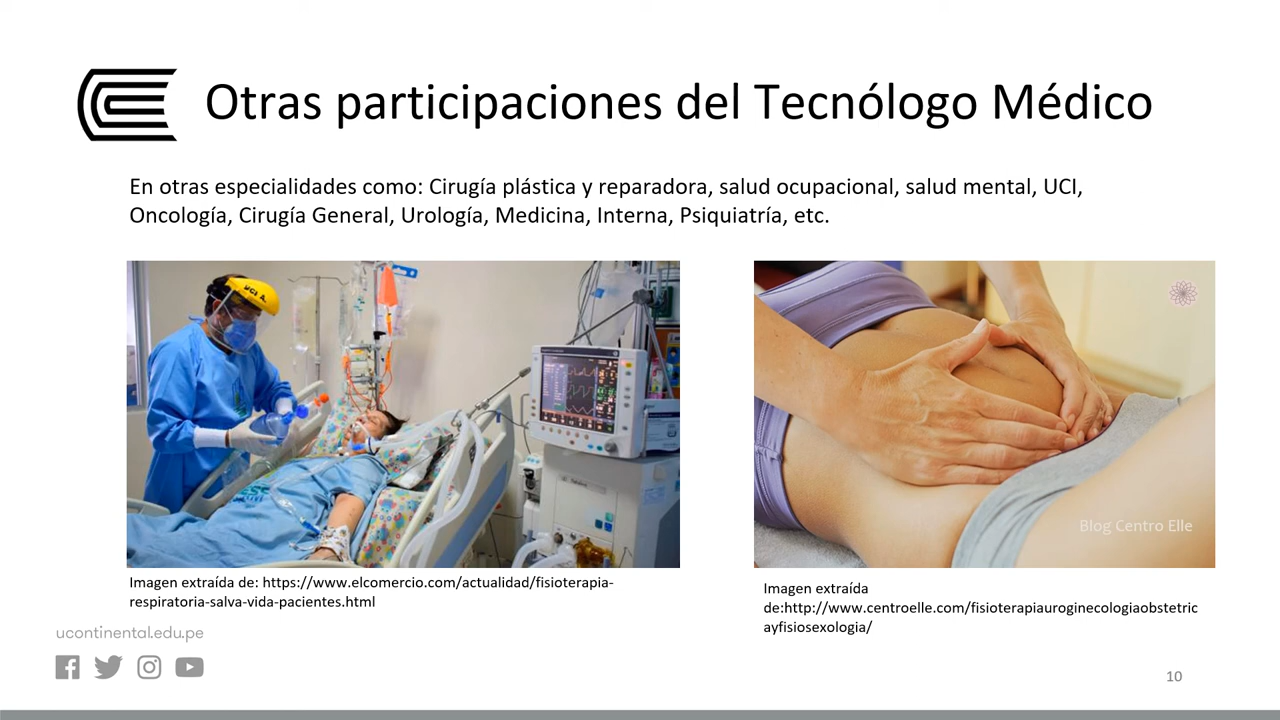 Otras participaciones del Tecnólogo Médico
En otras especialidades como: Cirugía plástica y reparadora, salud ocupacional, salud mental, UCI,
Oncología, Cirugía General, Urología, Medicina, Interna, Psiquiatría, etc.
UCI A.
Blog Centro Elle
Imagen extraída de: https://www.elcomercio.com/actualidad/fisioterapia-
respiratoria-salva-vida-pacientes.html
Imagen extraída
de:http://www.centroelle.com/fisioterapiauroginecologiaobstetric
ayfisiosexologia/
ucontinental.edu.pe
10